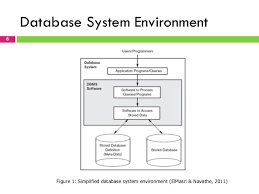 Database System Environment
6
Users/Programmers
Database
System
Application Programs/Queries
DBMS
Software
Software to Process
Queries/Programs
Software to Access
Stored Data
Stored Database
Definition
(Meta-Data)
Stored Database
Figure 1: Simplified database system environment (ElMasri & Navathe, 2011)